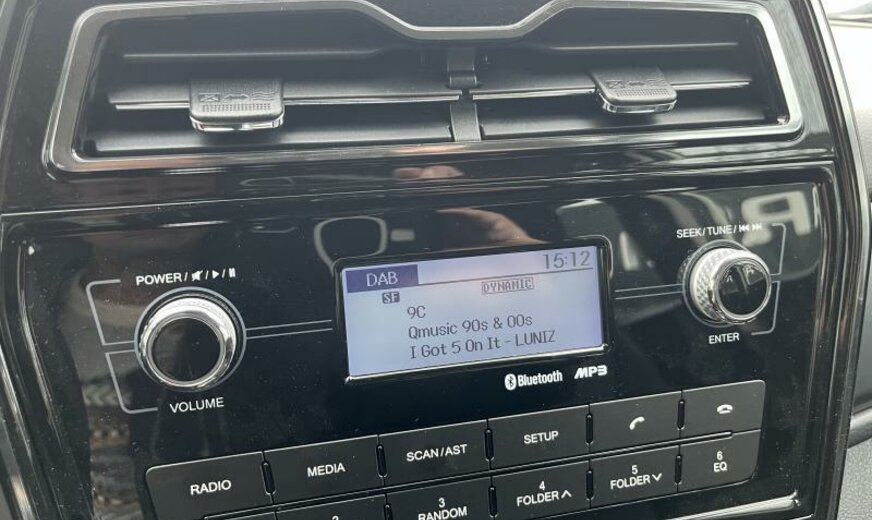 DAB 15:12
SF DYNAMIC
9C
Qmusic 90s & 00s
I Got 5 On It - LUNIZ
POWER /
SEEK/TUNE/
VOLUME
ENTER
Bluetooth MP3
RADIO MEDIA SCAN/AST SETUP
2 3 RANDOM 4 FOLDER 5 FOLDER 6 EQ